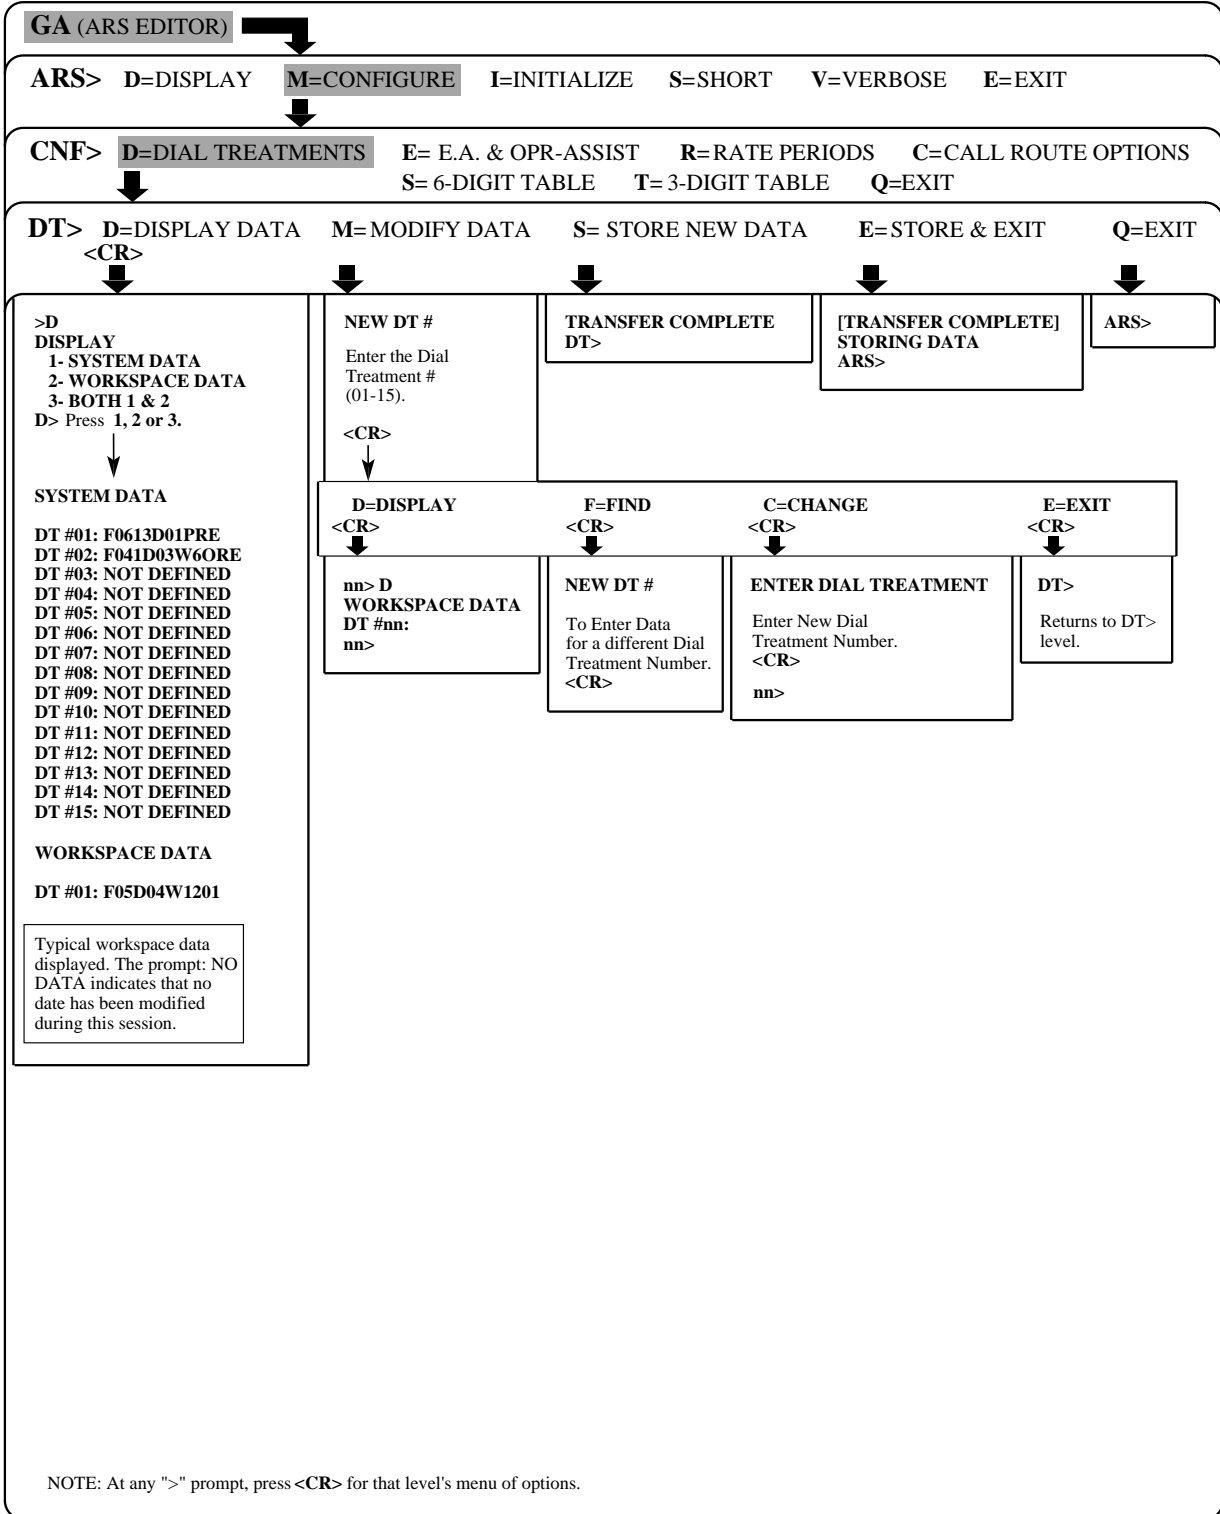 GA (ARS EDITOR)
ARS> D=DISPLAY M=CONFIGURE I=INITIALIZE S=SHORT V=VERBOSE E=EXIT
CNF> D=DIAL TREATMENTS E= E.A. & OPR-ASSIST R=RATE PERIODS C=CALL ROUTE OPTIONS
S= 6-DIGIT TABLE T= 3-DIGIT TABLE Q=EXIT
DT> D=DISPLAY DATA M= MODIFY DATA S= STORE NEW DATA E=STORE & EXIT Q=EXIT
<CR>
>D
DISPLAY
1- SYSTEM DATA
2- WORKSPACE DATA
3- BOTH 1 & 2
D> Press 1, 2 or 3.
SYSTEM DATA
DT #01: F0613D01PRE
DT #02: F041D03W6ORE
DT #03: NOT DEFINED
DT #04: NOT DEFINED
DT #05: NOT DEFINED
DT #06: NOT DEFINED
DT #07: NOT DEFINED
DT #08: NOT DEFINED
DT #09: NOT DEFINED
DT #10: NOT DEFINED
DT #11: NOT DEFINED
DT #12: NOT DEFINED
DT #13: NOT DEFINED
DT #14: NOT DEFINED
DT #15: NOT DEFINED
WORKSPACE DATA
DT #01: F05D04W1201
Typical workspace data
displayed. The prompt: NO
DATA indicates that no
date has been modified
during this session.
NEW DT #
Enter the Dial
Treatment #
(01-15).
<CR>
TRANSFER COMPLETE
DT>
[TRANSFER COMPLETE]
STORING DATA
ARS>
ARS>
D=DISPLAY F=FIND C=CHANGE E=EXIT
<CR> <CR> <CR> <CR>
nn> D
WORKSPACE DATA
DT #nn:
nn>
NEW DT #
To Enter Data
for a different Dial
Treatment Number.
<CR>
ENTER DIAL TREATMENT
Enter New Dial
Treatment Number.
<CR>
nn>
DT>
Returns to DT>
level.
NOTE: At any ">" prompt, press <CR> for that level's menu of options.